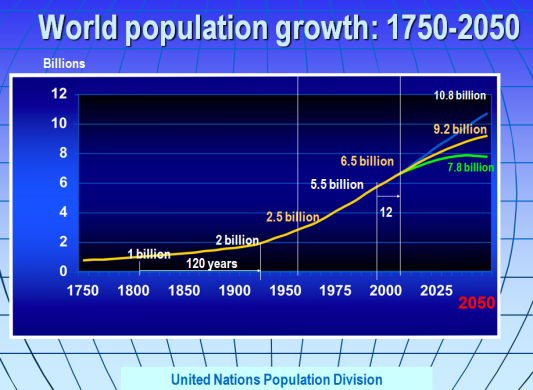 World population growth: 1750-2050
Billions
12
10.8 billion
10
9.2 billion
8
7.8 billion
6.5 billion
6
5.5 billion
4
12
2.5 billion
2
2 billion
1 billion
120 years
0
1750 1800 1850 1900 1950 1975 2000 2025
2050
United Nations Population Division